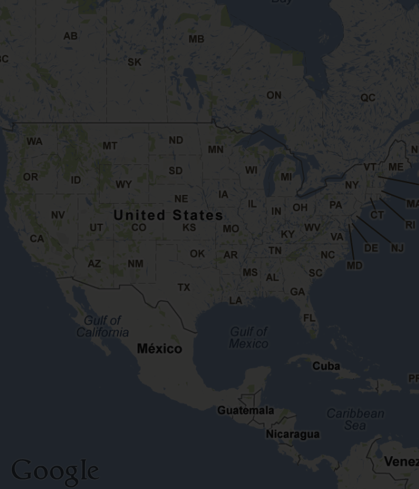 Bay
AB
MB
SK
BC
ON
QC
WA
MT
ND
MN
VT
ME
N
OR
ID
WY
SD
WI
MI
NY
MA
NE
IA
IL
IN
OH
PA
CT
RI
United States
NV
UT
CO
KS
MO
KY
WV
VA
DE
NJ
CA
AZ
NM
OK
AR
TN
NC
MD
TX
MS
AL
SC
LA
GA
FL
Gulf of
California
Gulf of
Mexico
México
Cuba
PR
Guatemala
Caribbean
Sea
Nicaragua
Venez
Google